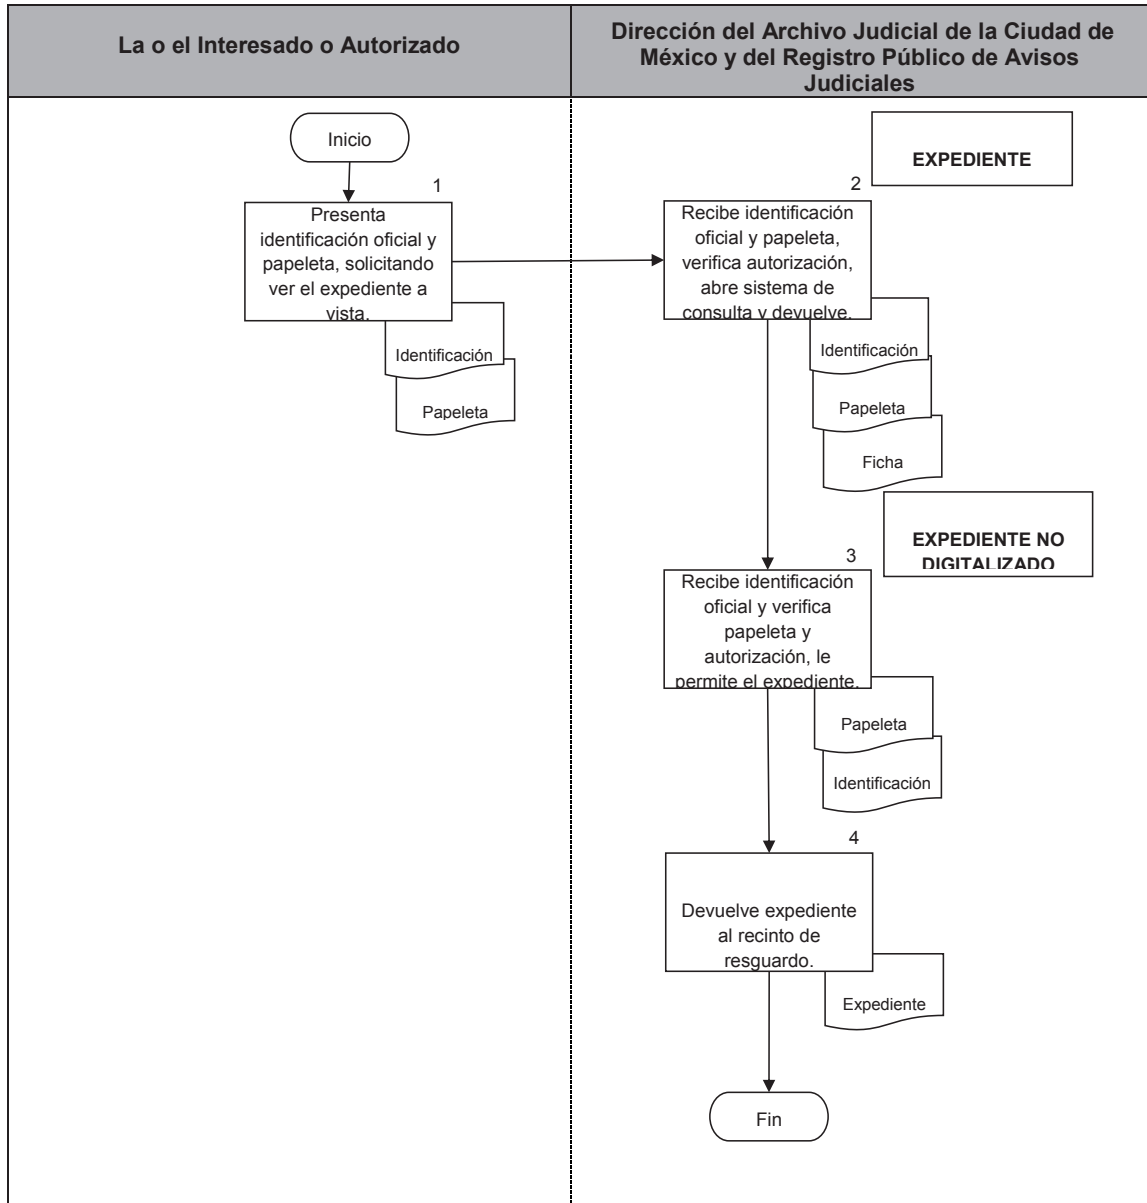 La o el Interesado o Autorizado
Dirección del Archivo Judicial de la Ciudad de
México y del Registro Público de Avisos
Judiciales
Inicio
1
Presenta
identificación oficial y
papeleta, solicitando
ver el expediente a
vista.
Identificación
Papeleta
EXPEDIENTE
2
Recibe identificación
oficial y papeleta,
verifica autorización,
abre sistema de
consulta y devuelve.
Identificación
Papeleta
Ficha
EXPEDIENTE NO
DIGITALIZADO
3
Recibe identificación
oficial y verifica
papeleta y
autorización, le
permite el expediente.
Papeleta
Identificación
4
Devuelve expediente
al recinto de
resguardo.
Expediente
Fin